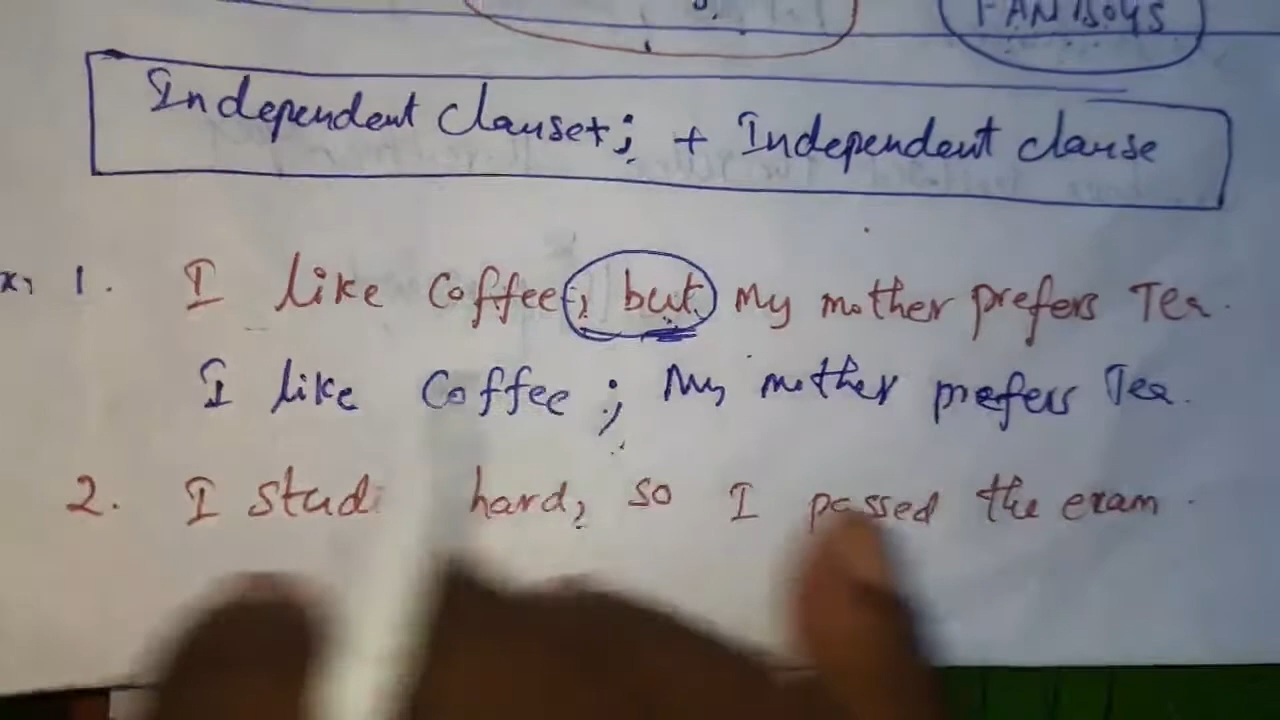 FANBOYS
Independent clause+; + Independent clause
x, 1. I like Coffee, but My mother prefers Tea.
I like Coffee; My mother prefers Tea.
2. I hard, so I passed the exam.